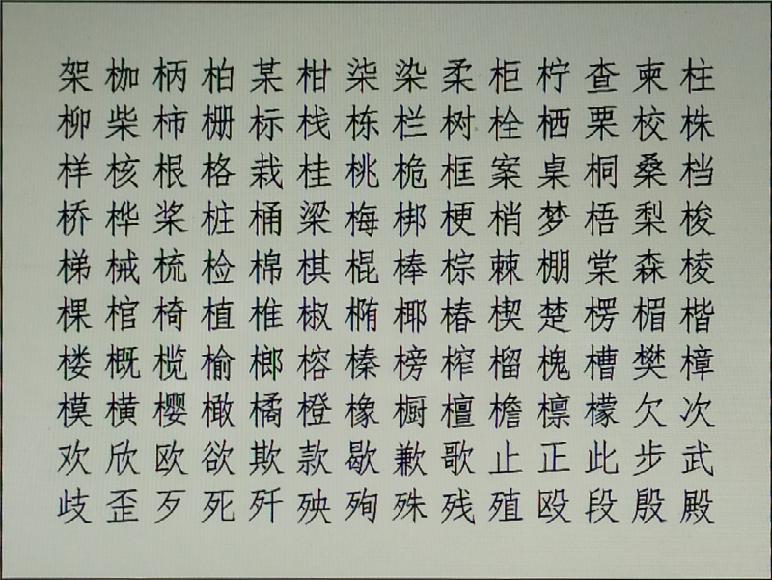 架枷柄柏某柑柒染柔柜柠查柬柱
柳柴柿栅标栈栋栏树栓栖栗校株
样核根格栽桂桃桅框案桌桐桑档
桥桦桨桩桶梁梅梆梗梢梦梧梨梭
梯械梳检棉棋棍棒棕棘棚棠森棱
棵棺椅植椎椒椭椰椿楔楚楞楣楷
楼概榄榆榔榕榛榜榨榴槐槽樊樟
模横樱橄橘橙橡橱檀檐檩檬欠次
欢欣欧欲欺款歇歉歌止正此步武
歧歪歹死歼殃殉殊残殖殴段殷殿